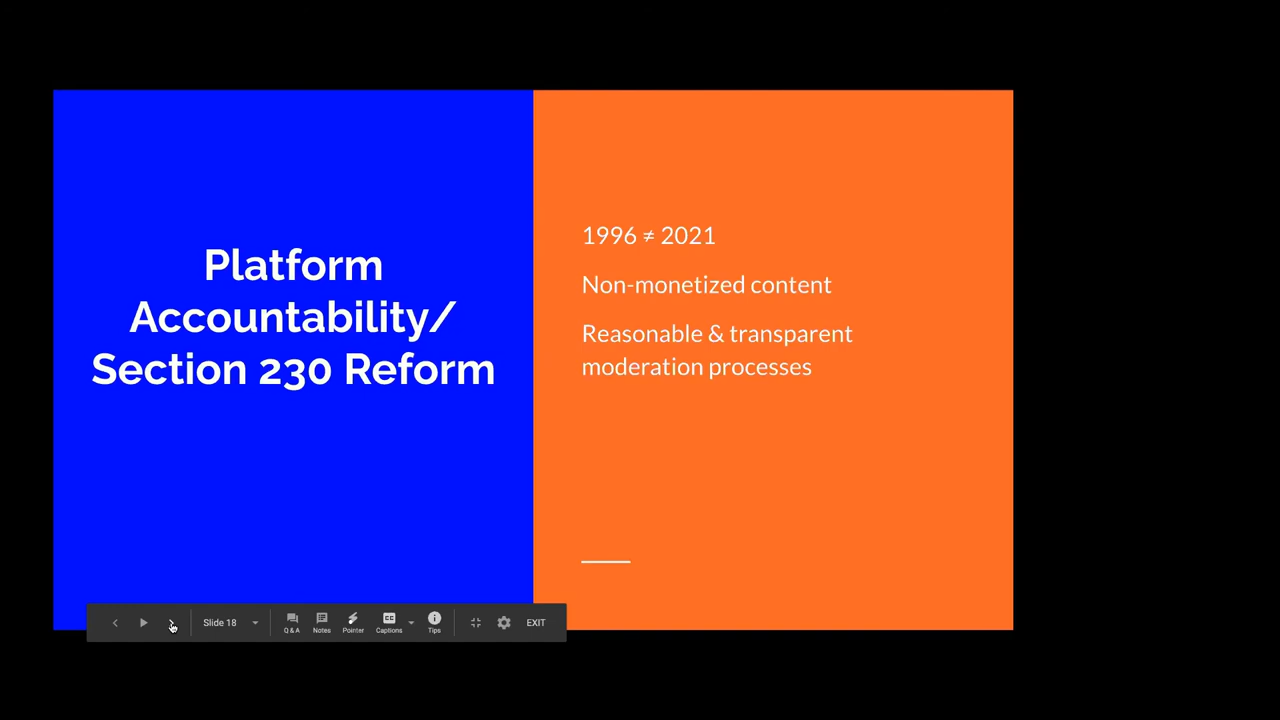 Platform
Accountability/
Section 230 Reform
1996 ≠ 2021
Non-monetized content
Reasonable & transparent
moderation processes
Slide 18
Q & A
Notes
Pointer
Captions
Tips
EXIT